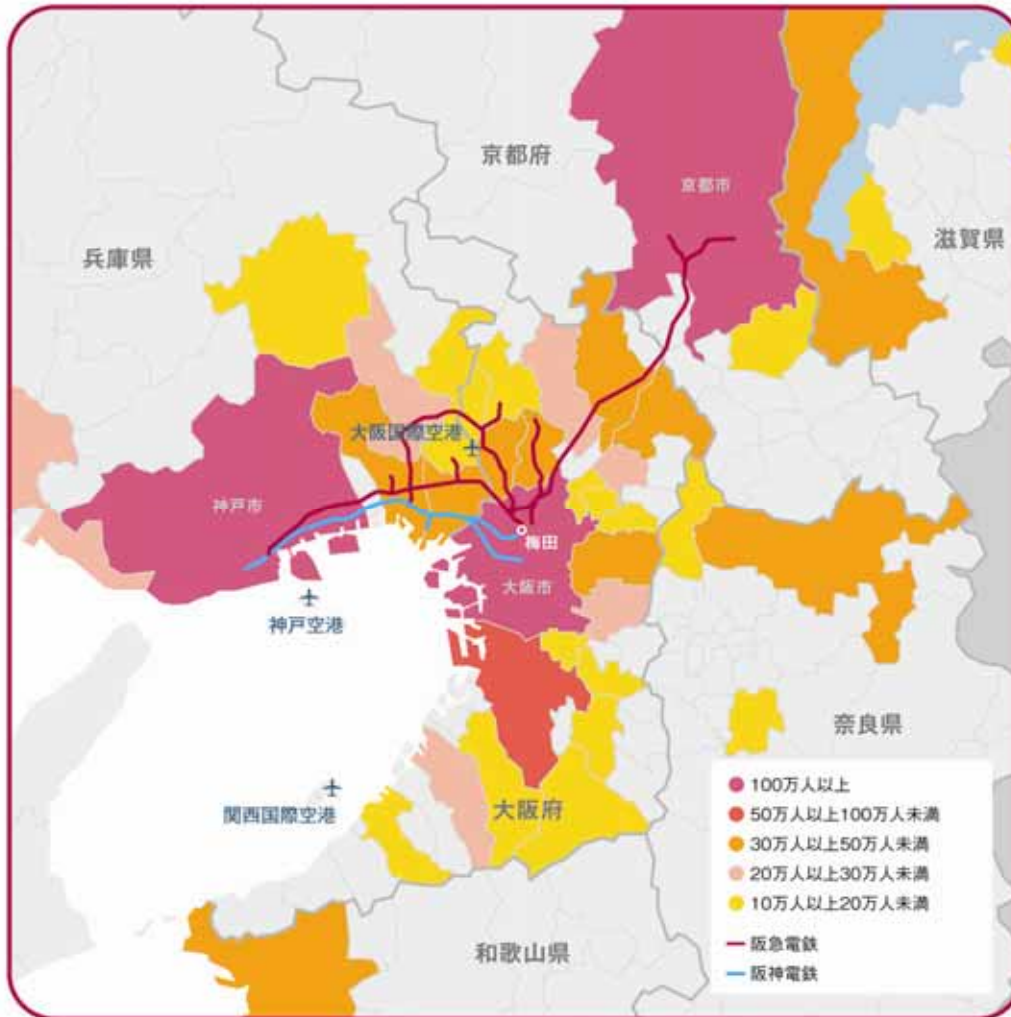 京都府
京都市
兵庫県
滋賀県
大阪国際空港
神戸市
梅田
大阪市
神戸空港
奈良県
関西国際空港
大阪府
和歌山県
100万人以上
50万人以上100万人未満
30万人以上50万人未満
20万人以上30万人未満
10万人以上20万人未満
阪急電鉄
阪神電鉄